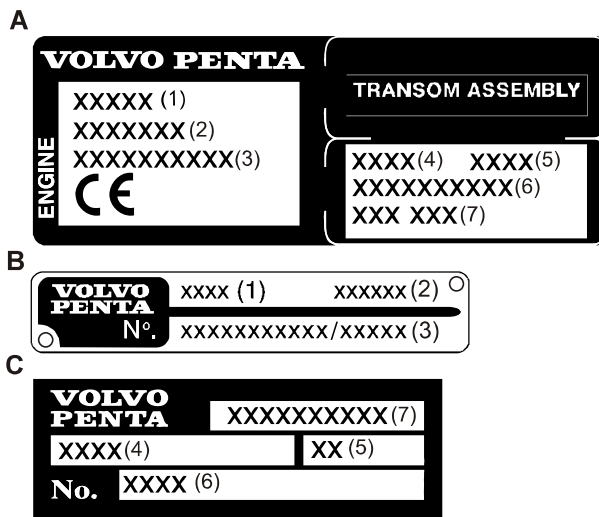 A
VOLVO PENTA
ENGINE
XXXXX (1)
XXXXXXX (2)
XXXXXXXXXX(3)
CE
TRANSOM ASSEMBLY
XXXX(4) XXXX(5)
XXXXXXXXXX(6)
XXX XXX(7)
B
VOLVO
PENTA
Nº.
xxxx (1) xxxxxx (2)
xxxxxxxxxxx/xxxxx (3)
C
VOLVO
PENTA
XXXXXXXXXX(7)
XXXX(4) XX (5)
No. XXXX (6)